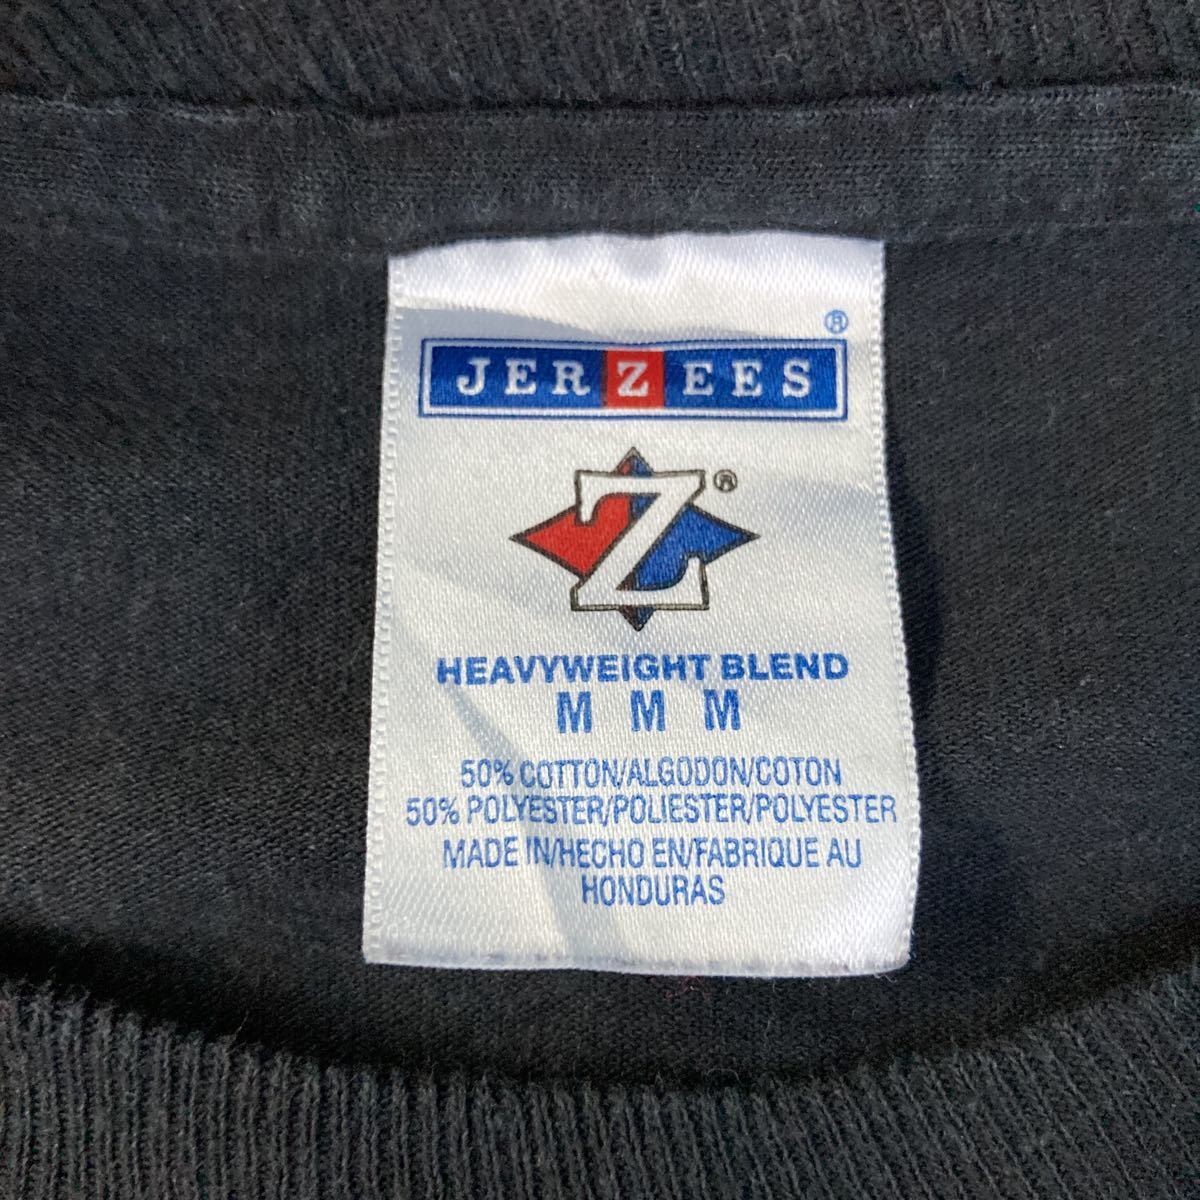 JERZEES ®
Z ®
HEAVYWEIGHT BLEND
M M M
50% COTTON/ALGODON/COTON
50% POLYESTER/POLIESTER/POLYESTER
MADE IN/HECHO EN/FABRIQUE AU
HONDURAS